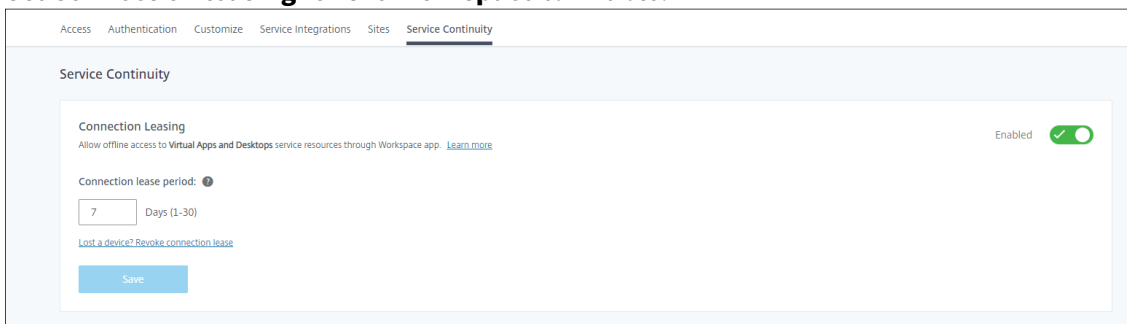 Access Authentication Customize Service Integrations Sites Service Continuity
Service Continuity
Connection Leasing
Enabled
Allow offline access to Virtual Apps and Desktops service resources through Workspace app. Learn more
Connection lease period: ?
7 Days (1-30)
Lost a device? Revoke connection lease
Save